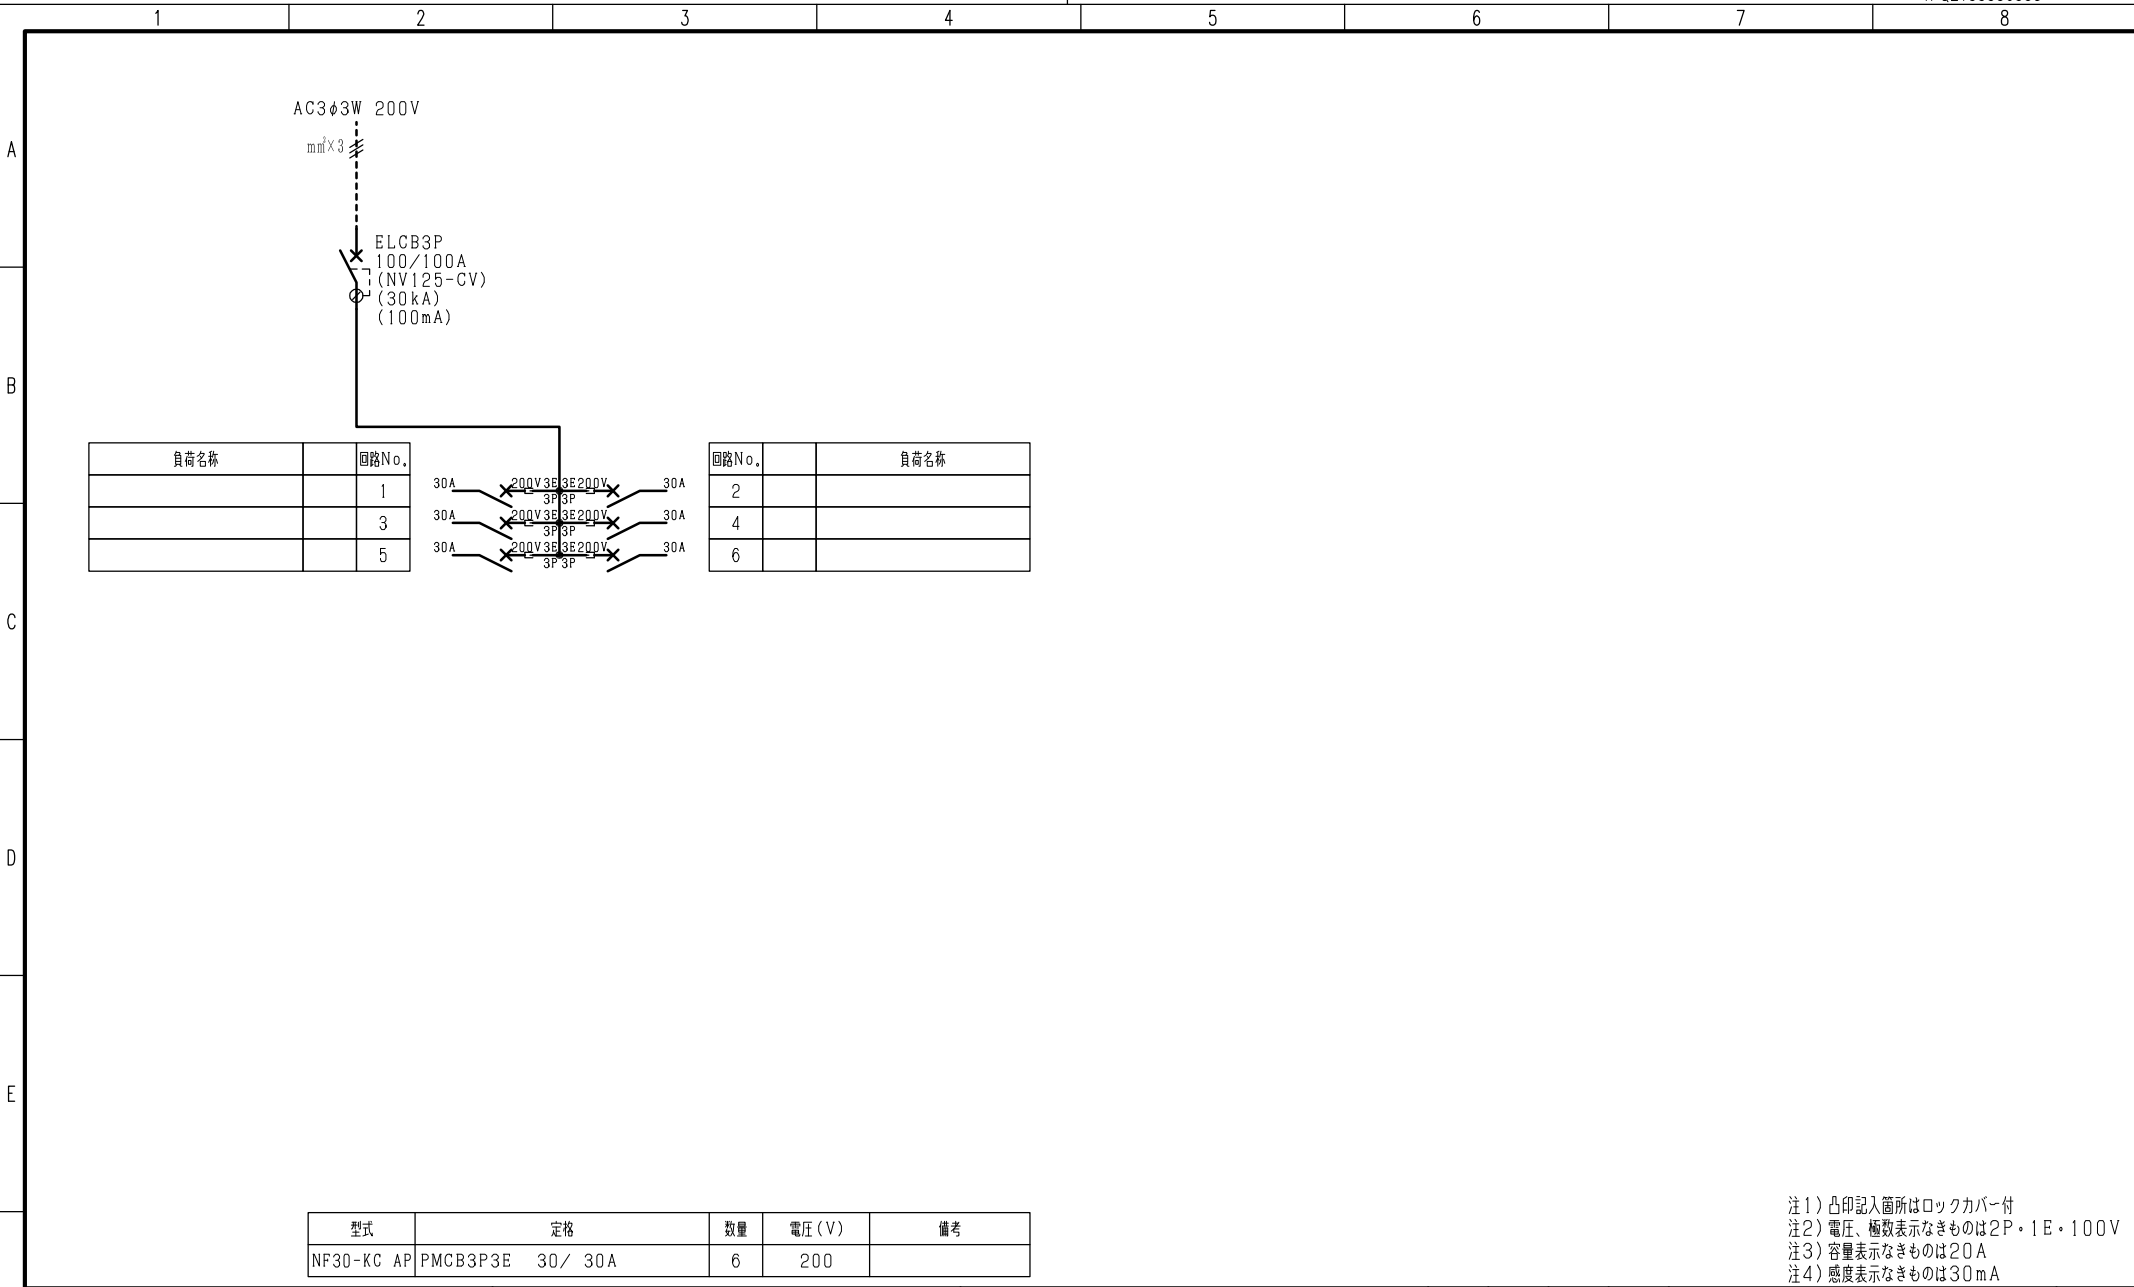 1 2 3 4 5 6 7 8
A
AC3φ3W 200V
mm²×3
ELCB3P
100/100A
(NV125-CV)
(30kA)
(100mA)
B
負荷名称 回路No. 回路No. 負荷名称
1 30A 200V 3E 3E 200V 30A 2
3P 3P
3 30A 200V 3E 3E 200V 30A 4
3P 3P
5 30A 200V 3E 3E 200V 30A 6
3P 3P
C
D
E
型式 定格 数量 電圧(V) 備考
NF30-KC AP PMCB3P3E 30/ 30A 6 200
注1)凸印記入箇所はロックカバー付
注2)電圧、極数表示なきものは2P・1E・100V
注3)容量表示なきものは20A
注4)感度表示なきものは30mA